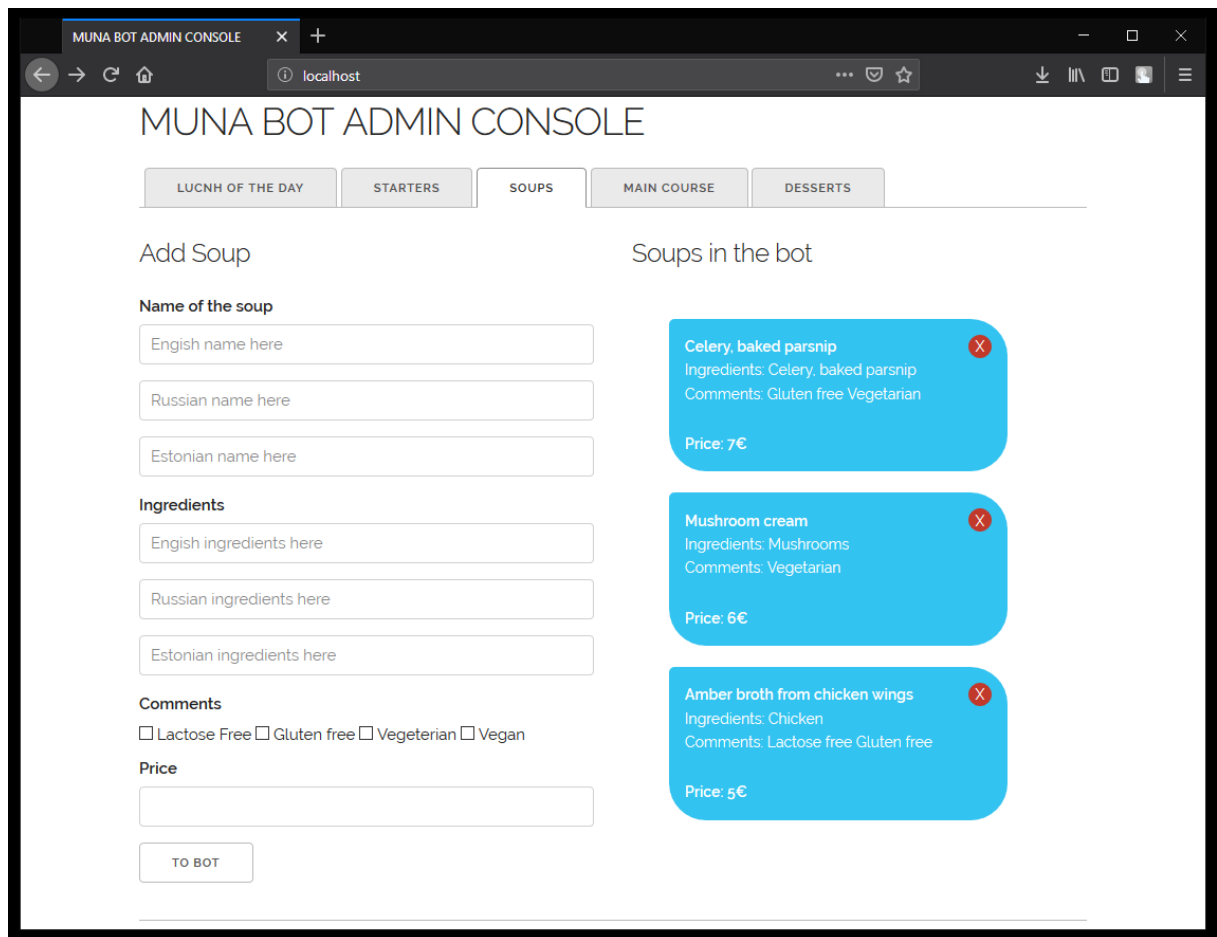 MUNA BOT ADMIN CONSOLE
localhost
MUNA BOT ADMIN CONSOLE
LUCNH OF THE DAY
STARTERS
SOUPS
MAIN COURSE
DESSERTS
Add Soup
Name of the soup
Engish name here
Russian name here
Estonian name here
Ingredients
Engish ingredients here
Russian ingredients here
Estonian ingredients here
Comments
Lactose Free Gluten free Vegeterian Vegan
Price
TO BOT
Soups in the bot
Celery, baked parsnip
X
Ingredients: Celery, baked parsnip
Comments: Gluten free Vegetarian
Price: 7€
Mushroom cream
X
Ingredients: Mushrooms
Comments: Vegetarian
Price: 6€
Amber broth from chicken wings
X
Ingredients: Chicken
Comments: Lactose free Gluten free
Price: 5€